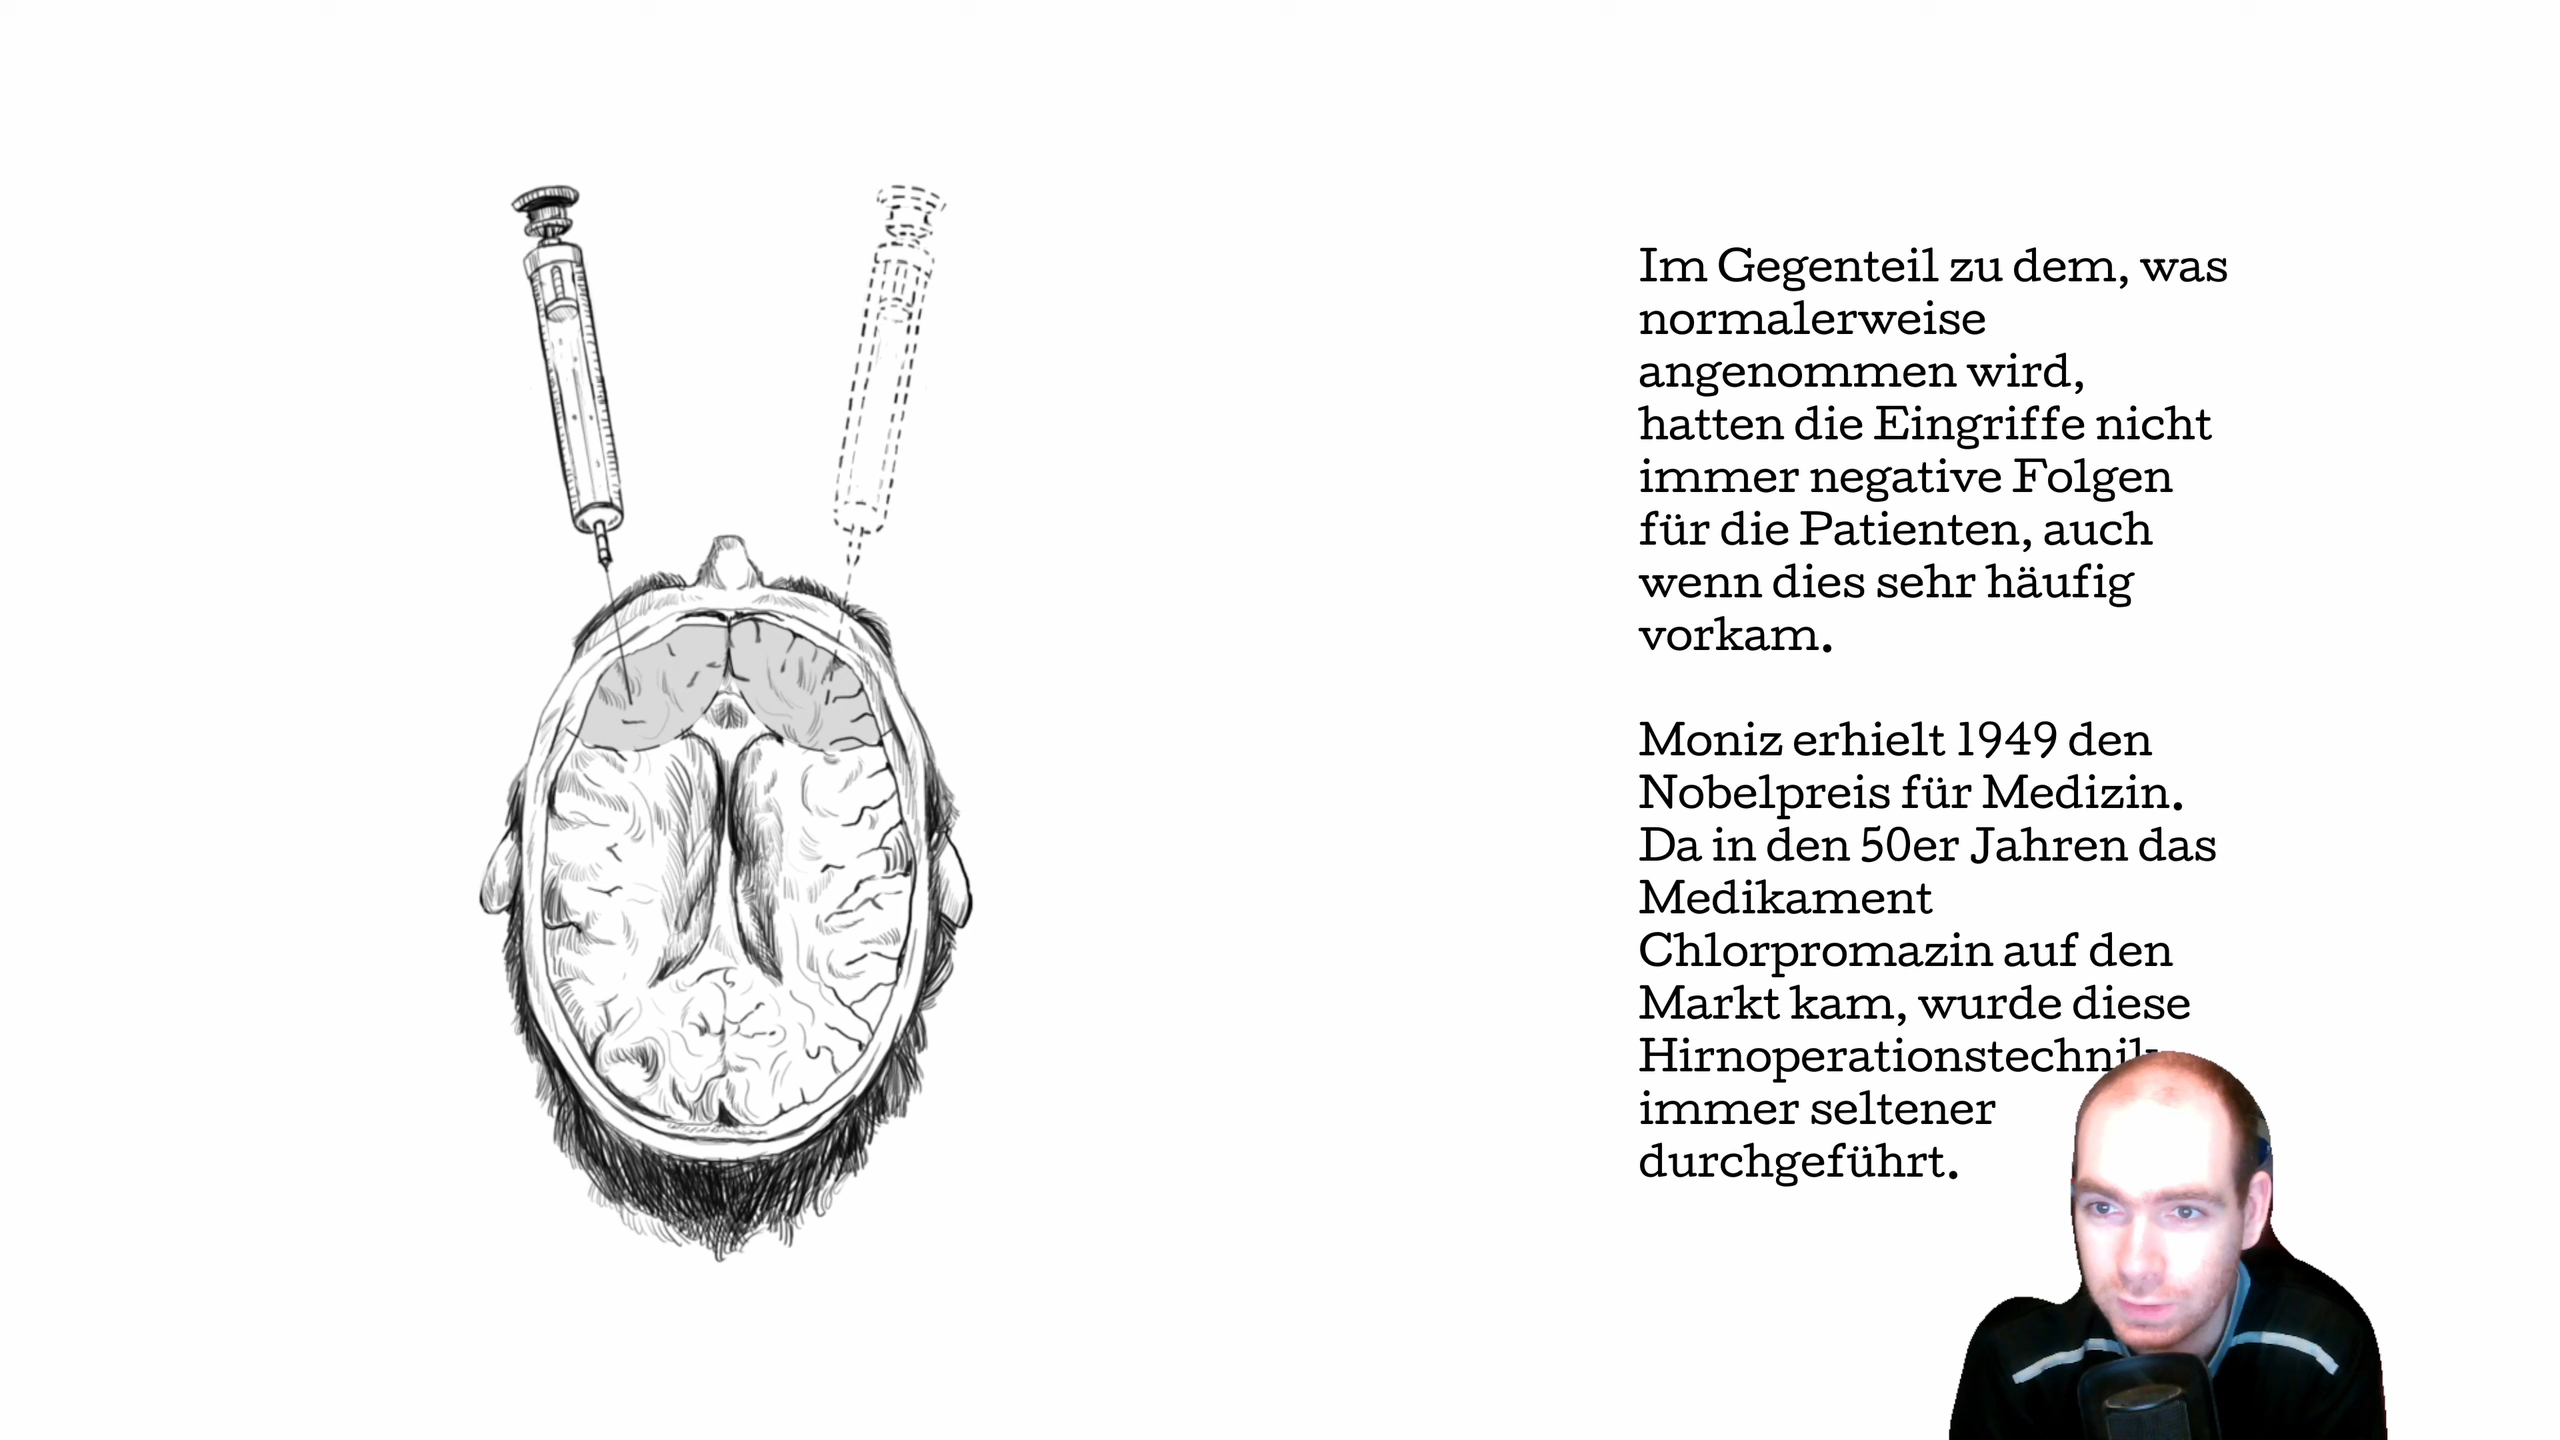 Im Gegenteil zu dem, was
normalerweise
angenommen wird,
hatten die Eingriffe nicht
immer negative Folgen
für die Patienten, auch
wenn dies sehr häufig
vorkam.
Moniz erhielt 1949 den
Nobelpreis für Medizin.
Da in den 50er Jahren das
Medikament
Chlorpromazin auf den
Markt kam, wurde diese
Hirnoperationstechnik
immer seltener
durchgeführt.